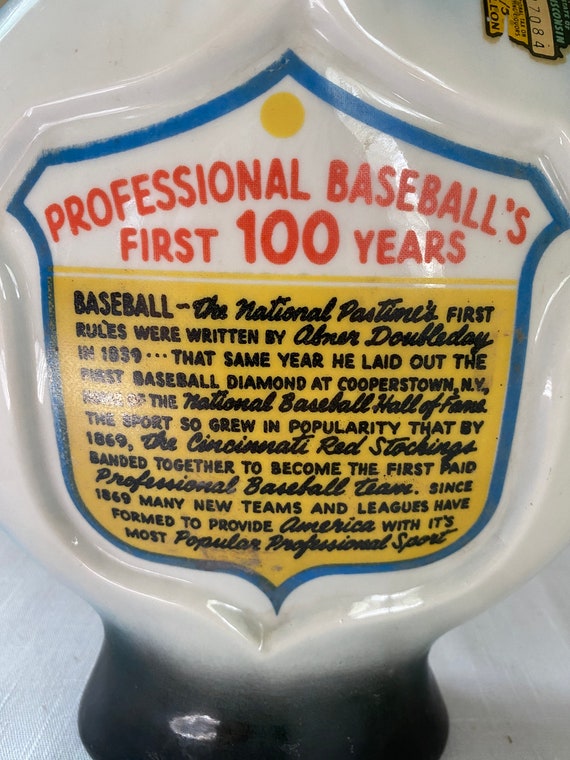 WISCONSIN
7084
LEON
PROFESSIONAL BASEBALL'S
FIRST 100 YEARS
BASEBALL — the National Pastime's FIRST
RULES WERE WRITTEN BY Abner Doubleday
IN 1839 ... THAT SAME YEAR HE LAID OUT THE
FIRST BASEBALL DIAMOND AT COOPERSTOWN, N.Y.,
HOME OF THE National Baseball Hall of Fame
THE SPORT SO GREW IN POPULARITY THAT BY
1869, the Cincinnati Red Stockings
BANDED TOGETHER TO BECOME THE FIRST PAID
Professional Baseball team. SINCE
1869 MANY NEW TEAMS AND LEAGUES HAVE
FORMED TO PROVIDE America WITH IT'S
MOST Popular Professional Sport